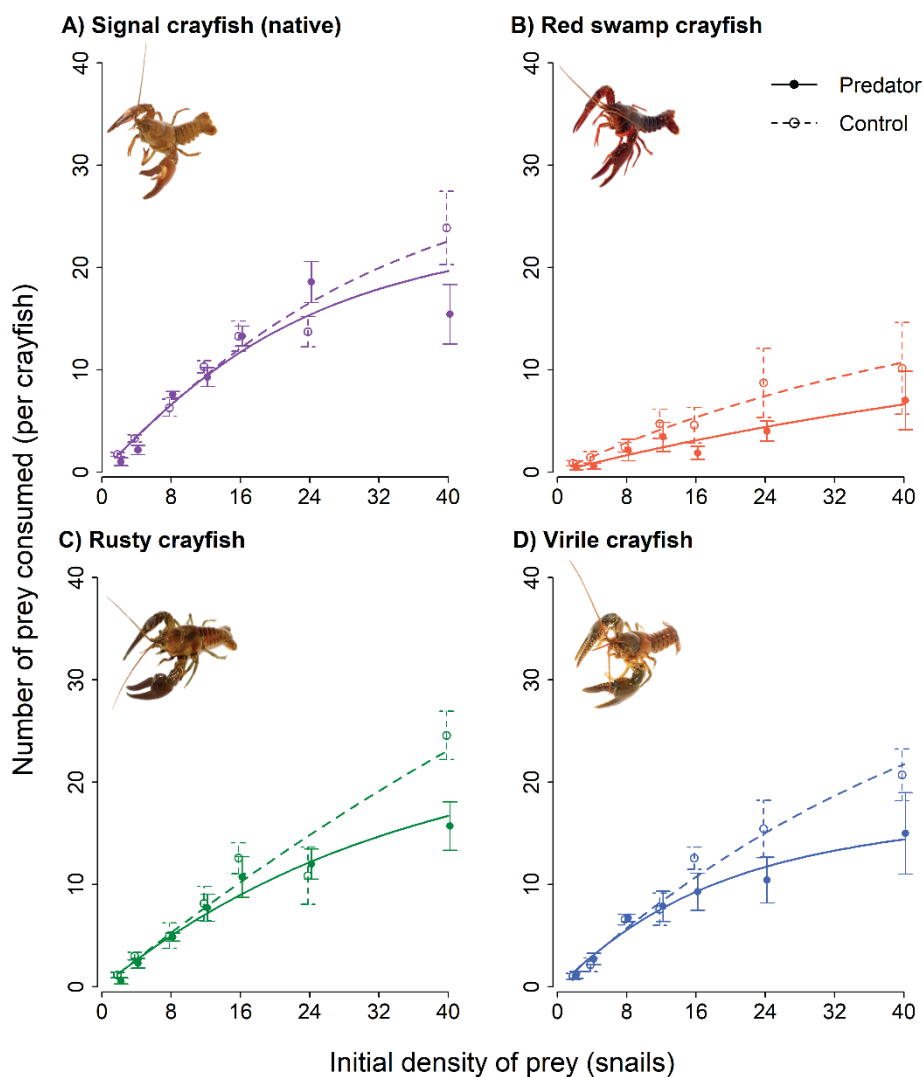 A) Signal crayfish (native)
B) Red swamp crayfish
Predator
Control
40
30
20
10
0
0 8 16 24 32 40
40
30
20
10
0
0 8 16 24 32 40
C) Rusty crayfish
D) Virile crayfish
40
30
20
10
0
0 8 16 24 32 40
40
30
20
10
0
0 8 16 24 32 40
Number of prey consumed (per crayfish)
Initial density of prey (snails)